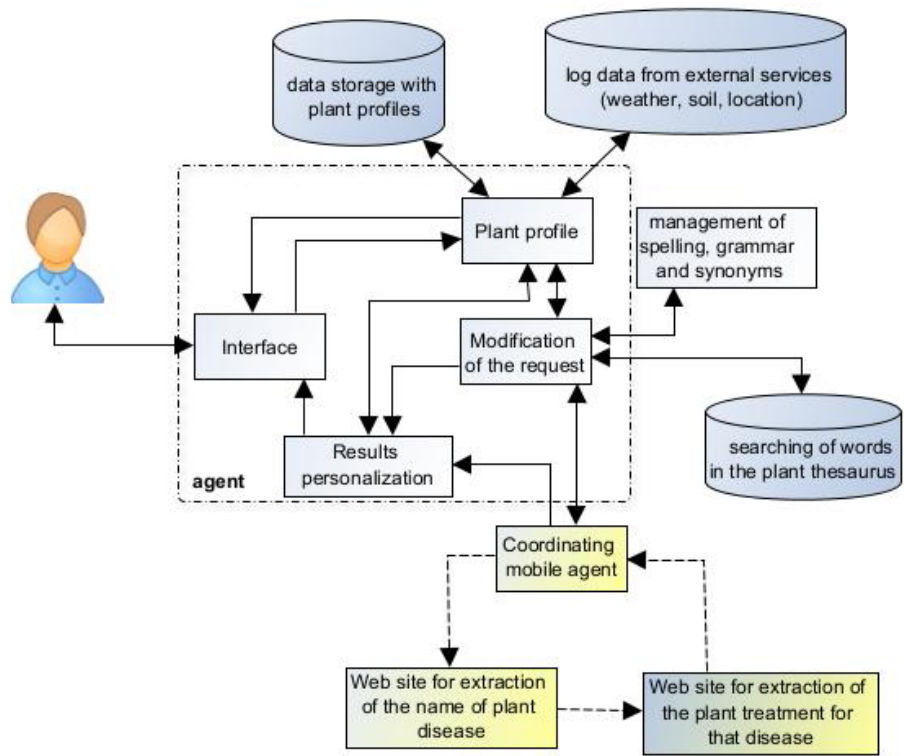 data storage with
plant profiles
log data from external services
(weather, soil, location)
Plant profile
management of
spelling, grammar
and synonyms
Interface
Modification
of the request
Results
personalization
agent
searching of words
in the plant thesaurus
Coordinating
mobile agent
Web site for extraction
of the name of plant
disease
Web site for extraction of
the plant treatment for
that disease